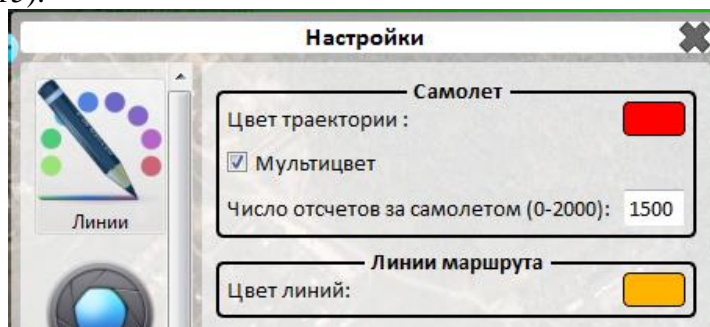 Настройки
Самолет
Цвет траектории :
Мультицвет
Число отсчетов за самолетом (0-2000): 1500
Линии
Линии маршрута
Цвет линий: